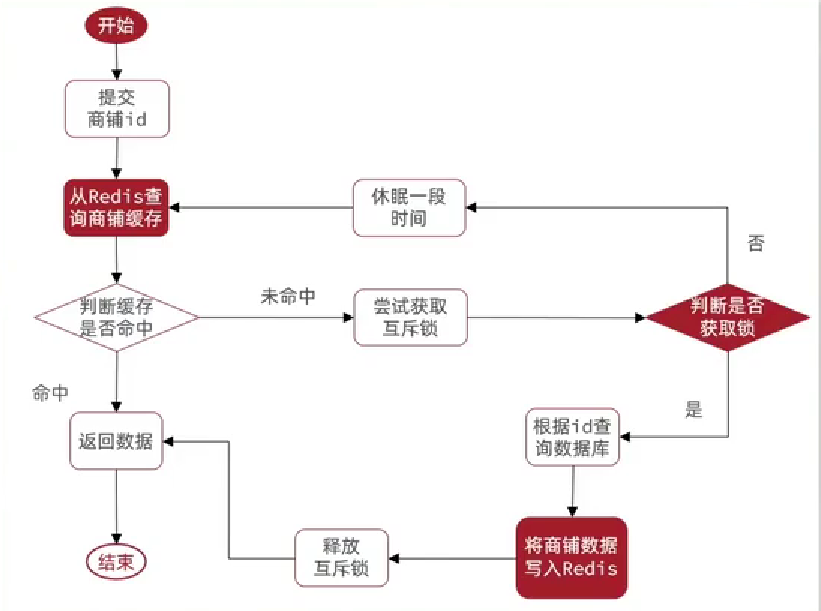 开始
提交
商铺id
从Redis查
询商铺缓存
休眠一段
时间
否
判断缓存
是否命中
未命中
尝试获取
互斥锁
判断是否
获取锁
命中
是
返回数据
根据id查
询数据库
结束
释放
互斥锁
将商铺数据
写入Redis